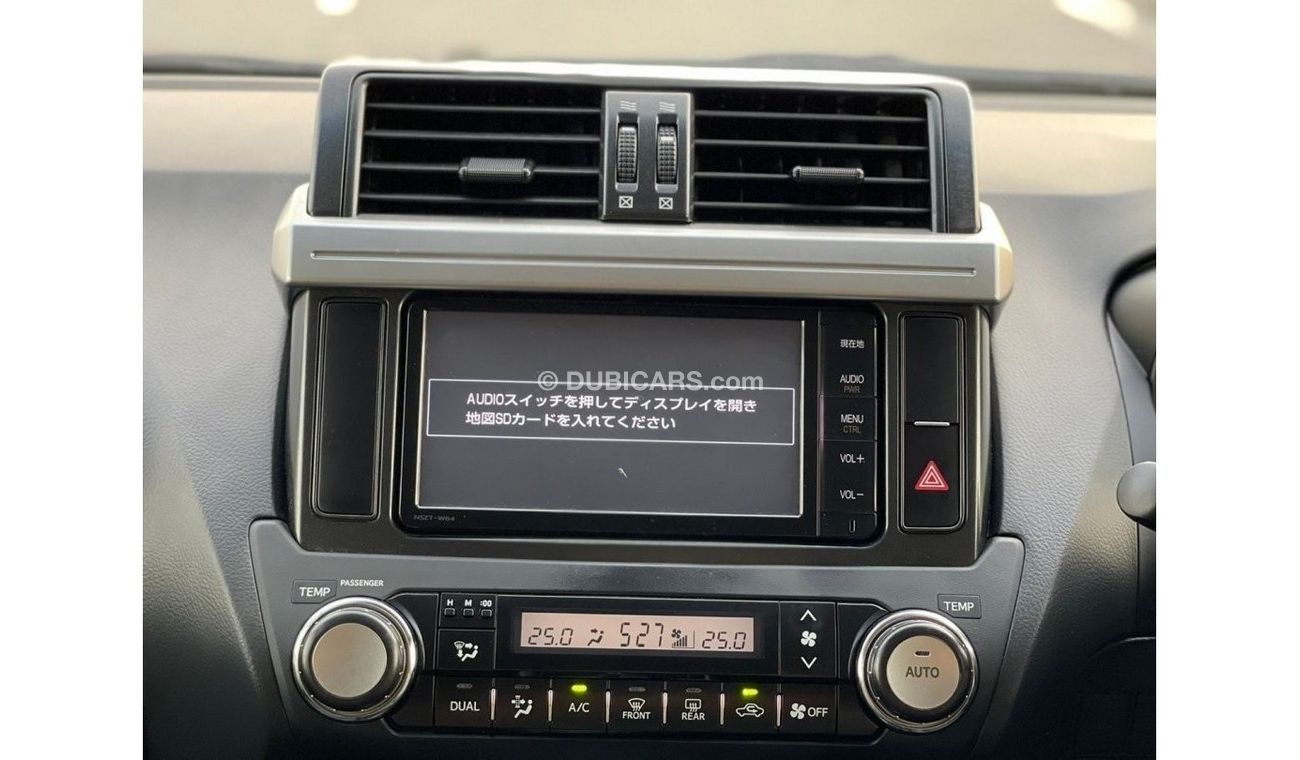 現在地
© DUBICARS.com
AUDIO
PWR
AUDIOスイッチを押してディスプレイを開き
地図SDカードを入れてください
MENU
CTRL
VOL+
VOL−
NSZT-W64
TEMP PASSENGER
TEMP
H M :00
25.0 5:27 25.0
AUTO
DUAL A/C FRONT REAR OFF